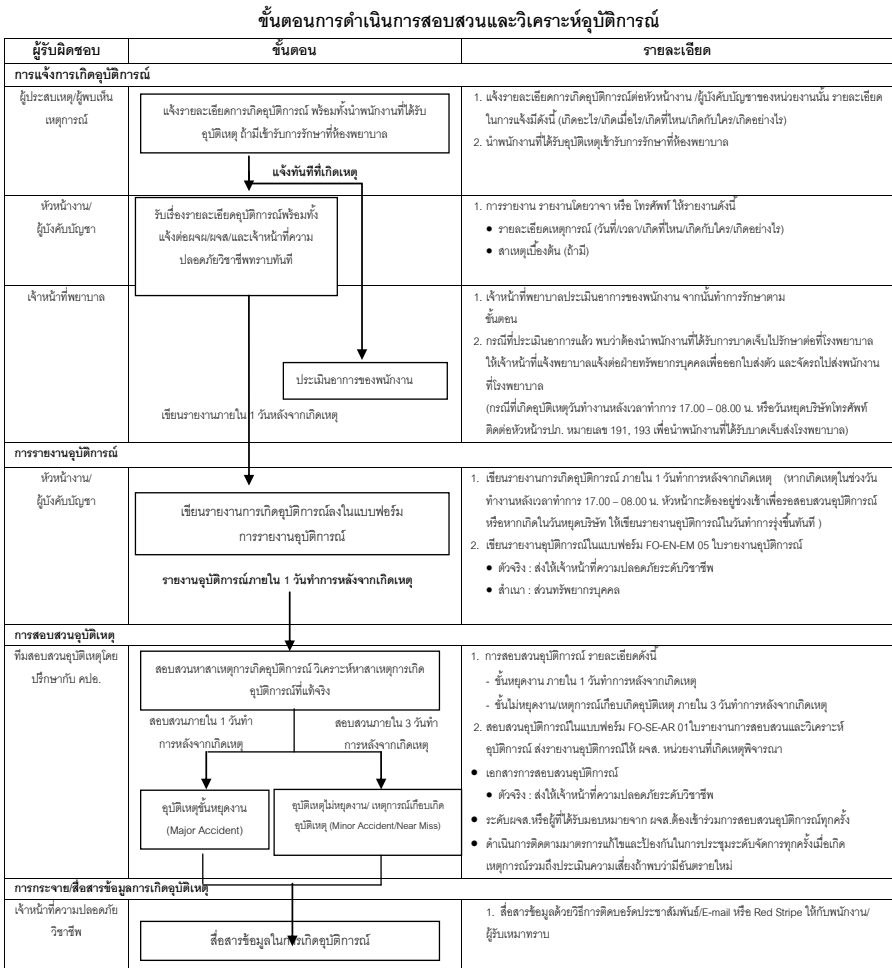 ขั้นตอนการดำเนินการสอบสวนและวิเคราะห์อุบัติการณ์
ผู้รับผิดชอบ ขั้นตอน รายละเอียด
การแจ้งการเกิดอุบัติการณ์
ผู้ประสบเหตุ/ผู้พบเห็น
เหตุการณ์
แจ้งรายละเอียดการเกิดอุบัติการณ์ พร้อมทั้งนำพนักงานที่ได้รับ
อุบัติเหตุ ถ้ามีเข้ารับการรักษาที่ห้องพยาบาล
แจ้งทันทีที่เกิดเหตุ
1. แจ้งรายละเอียดการเกิดอุบัติการณ์ต่อหัวหน้างาน /ผู้บังคับบัญชาของหน่วยงานนั้น รายละเอียด
ในการแจ้งมีดังนี้ (เกิดอะไร/เกิดเมื่อไร/เกิดที่ไหน/เกิดกับใคร/เกิดอย่างไร)
2. นำพนักงานที่ได้รับอุบัติเหตุเข้ารับการรักษาที่ห้องพยาบาล
หัวหน้างาน/
ผู้บังคับบัญชา
รับเรื่องรายละเอียดอุบัติการณ์พร้อมทั้ง
แจ้งต่อผจผ/ผจส/และเจ้าหน้าที่ความ
ปลอดภัยวิชาชีพทราบทันที
1. การรายงาน รายงานโดยวาจา หรือ โทรศัพท์ ให้รายงานดังนี้
● รายละเอียดเหตุการณ์ (วันที่/เวลา/เกิดที่ไหน/เกิดกับใคร/เกิดอย่างไร)
● สาเหตุเบื้องต้น (ถ้ามี)
เจ้าหน้าที่พยาบาล
ประเมินอาการของพนักงาน
เขียนรายงานภายใน 1 วันหลังจากเกิดเหตุ
1. เจ้าหน้าที่พยาบาลประเมินอาการของพนักงาน จากนั้นทำการรักษาตาม
ขั้นตอน
2. กรณีที่ประเมินอาการแล้ว พบว่าต้องนำพนักงานที่ได้รับการบาดเจ็บไปรักษาต่อที่โรงพยาบาล
ให้เจ้าหน้าที่แจ้งพยาบาลแจ้งต่อฝ่ายทรัพยากรบุคคลเพื่อออกใบส่งตัว และจัดรถไปส่งพนักงาน
ที่โรงพยาบาล
(กรณีที่เกิดอุบัติเหตุวันทำงานหลังเวลาทำการ 17.00 – 08.00 น. หรือวันหยุดบริษัทโทรศัพท์
ติดต่อหัวหน้ารปภ. หมายเลข 191, 193 เพื่อนำพนักงานที่ได้รับบาดเจ็บส่งโรงพยาบาล)
การรายงานอุบัติการณ์
หัวหน้างาน/
ผู้บังคับบัญชา
เขียนรายงานการเกิดอุบัติการณ์ลงในแบบฟอร์ม
การรายงานอุบัติการณ์
รายงานอุบัติการณ์ภายใน 1 วันทำการหลังจากเกิดเหตุ
1. เขียนรายงานการเกิดอุบัติการณ์ ภายใน 1 วันทำการหลังจากเกิดเหตุ (หากเกิดเหตุในช่วงวัน
ทำงานหลังเวลาทำการ 17.00 – 08.00 น. หัวหน้ากะต้องอยู่ช่วงเช้าเพื่อรอสอบสวนอุบัติการณ์
หรือหากเกิดในวันหยุดบริษัท ให้เขียนรายงานอุบัติการณ์ในวันทำการรุ่งขึ้นทันที )
2. เขียนรายงานอุบัติการณ์ในแบบฟอร์ม FO-EN-EM 05 ใบรายงานอุบัติการณ์
● ตัวจริง : ส่งให้เจ้าหน้าที่ความปลอดภัยระดับวิชาชีพ
● สำเนา : ส่วนทรัพยากรบุคคล
การสอบสวนอุบัติเหตุ
ทีมสอบสวนอุบัติเหตุโดย
ปรึกษากับ คปอ.
สอบสวนหาสาเหตุการเกิดอุบัติการณ์ วิเคราะห์หาสาเหตุการเกิด
อุบัติการณ์ที่แท้จริง
สอบสวนภายใน 1 วันทำ
การหลังจากเกิดเหตุ
สอบสวนภายใน 3 วันทำ
การหลังจากเกิดเหตุ
อุบัติเหตุขั้นหยุดงาน
(Major Accident)
อุบัติเหตุไม่หยุดงาน/ เหตุการณ์เกือบเกิด
อุบัติเหตุ (Minor Accident/Near Miss)
1. การสอบสวนอุบัติการณ์ รายละเอียดดังนี้
- ขั้นหยุดงาน ภายใน 1 วันทำการหลังจากเกิดเหตุ
- ขั้นไม่หยุดงาน/เหตุการณ์เกือบเกิดอุบัติเหตุ ภายใน 3 วันทำการหลังจากเกิดเหตุ
2. สอบสวนอุบัติการณ์ในแบบฟอร์ม FO-SE-AR 01ใบรายงานการสอบสวนและวิเคราะห์
อุบัติการณ์ ส่งรายงานอุบัติการณ์ให้ ผจส. หน่วยงานที่เกิดเหตุพิจารณา
● เอกสารการสอบสวนอุบัติการณ์
● ตัวจริง : ส่งให้เจ้าหน้าที่ความปลอดภัยระดับวิชาชีพ
● ระดับผจส.หรือผู้ที่ได้รับมอบหมายจาก ผจส.ต้องเข้าร่วมการสอบสวนอุบัติการณ์ทุกครั้ง
● ดำเนินการติดตามมาตรการแก้ไขและป้องกันในการประชุมระดับจัดการทุกครั้งเมื่อเกิด
เหตุการณ์รวมถึงประเมินความเสี่ยงถ้าพบว่ามีอันตรายใหม่
การกระจาย/สื่อสารข้อมูลการเกิดอุบัติเหตุ
เจ้าหน้าที่ความปลอดภัย
วิชาชีพ
สื่อสารข้อมูลในการเกิดอุบัติการณ์
1. สื่อสารข้อมูลด้วยวิธีการติดบอร์ดประชาสัมพันธ์/E-mail หรือ Red Stripe ให้กับพนักงาน/
ผู้รับเหมาทราบ